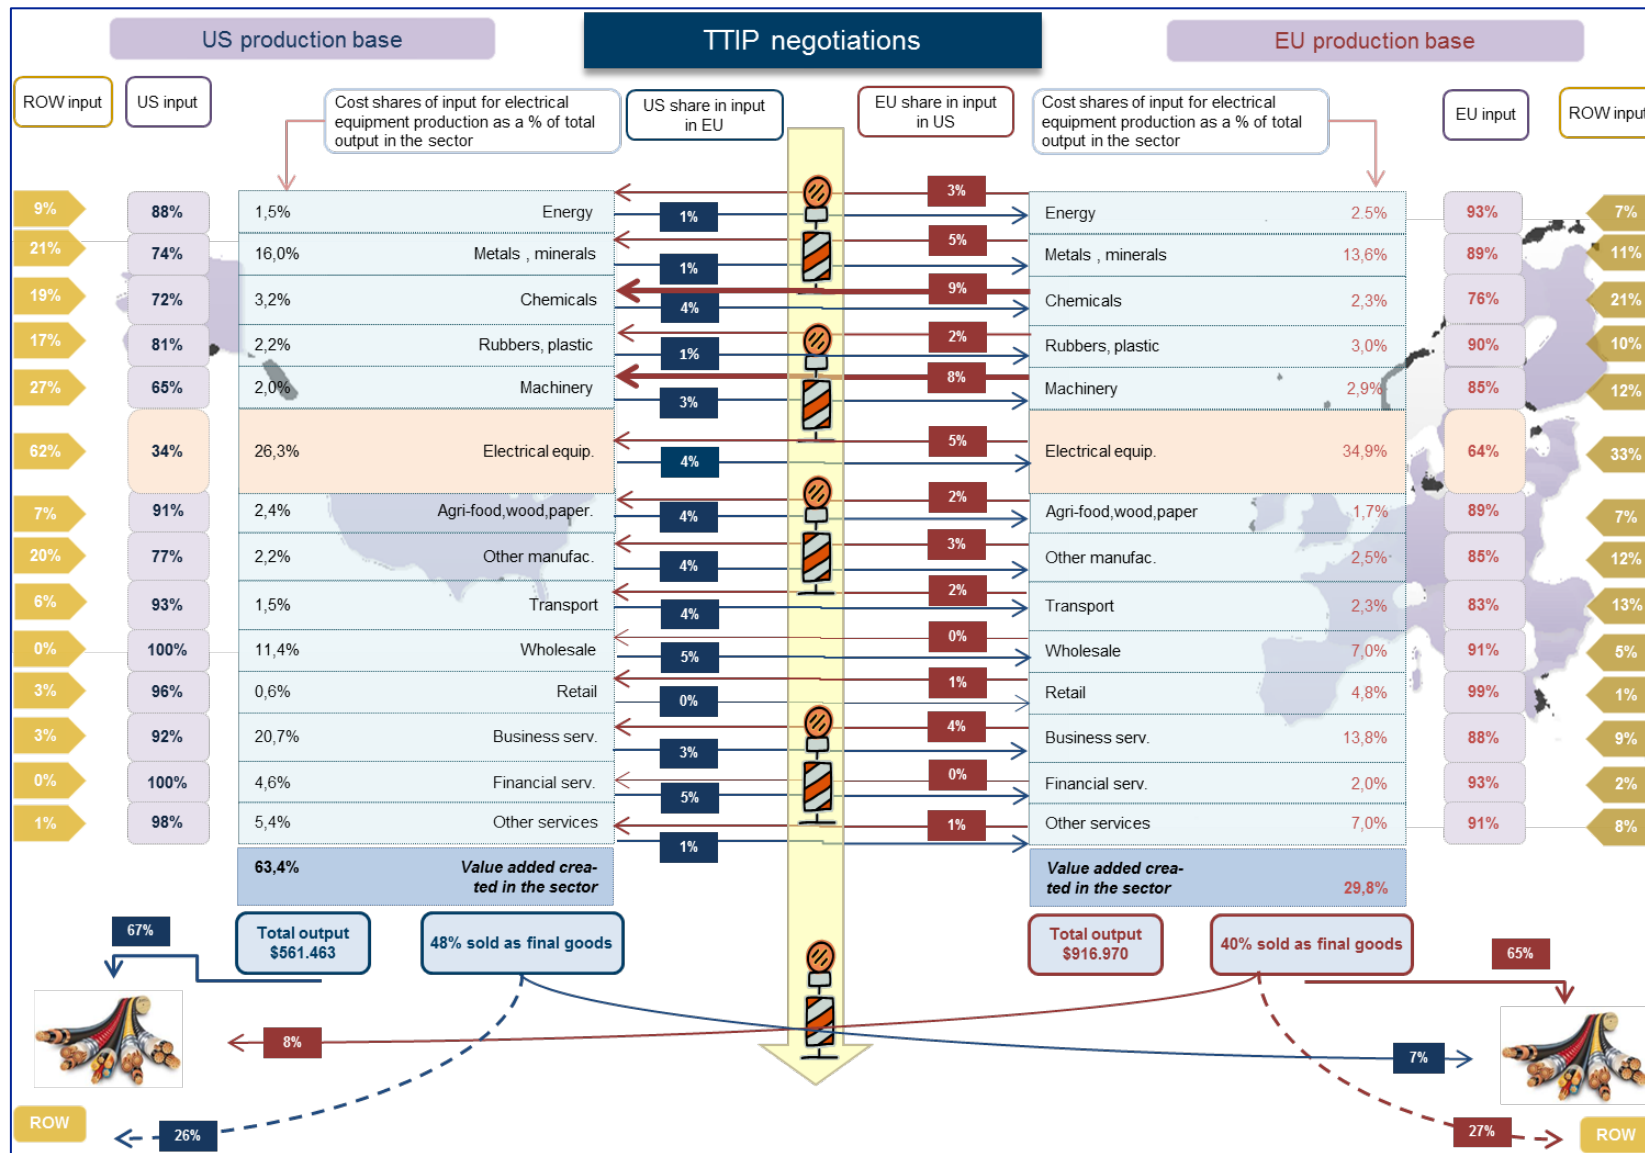 US production base
TTIP negotiations
EU production base
ROW input
US input
Cost shares of input for electrical
equipment production as a % of total
output in the sector
US share in input
in EU
EU share in input
in US
Cost shares of input for electrical
equipment production as a % of total
output in the sector
EU input
ROW input
9%
88%
1,5%
Energy
1%
3%
Energy
2.5%
93%
7%
21%
74%
16,0%
Metals , minerals
1%
5%
Metals , minerals
13,6%
89%
11%
19%
72%
3,2%
Chemicals
4%
9%
Chemicals
2,3%
76%
21%
17%
81%
2,2%
Rubbers, plastic
1%
2%
Rubbers, plastic
3,0%
90%
10%
27%
65%
2,0%
Machinery
3%
8%
Machinery
2,9%
85%
12%
62%
34%
26,3%
Electrical equip.
4%
5%
Electrical equip.
34,9%
64%
33%
7%
91%
2,4%
Agri-food,wood,paper.
4%
2%
Agri-food,wood,paper
1,7%
89%
7%
20%
77%
2,2%
Other manufac.
4%
3%
Other manufac.
2,5%
85%
12%
6%
93%
1,5%
Transport
4%
2%
Transport
2,3%
83%
13%
0%
100%
11,4%
Wholesale
5%
0%
Wholesale
7,0%
91%
5%
3%
96%
0,6%
Retail
0%
1%
Retail
4,8%
99%
1%
3%
92%
20,7%
Business serv.
3%
4%
Business serv.
13,8%
88%
9%
0%
100%
4,6%
Financial serv.
5%
0%
Financial serv.
2,0%
93%
2%
1%
98%
5,4%
Other services
1%
1%
Other services
7,0%
91%
8%
63,4%
Value added crea-
ted in the sector
Value added crea-
ted in the sector
29,8%
67%
Total output
$561.463
48% sold as final goods
Total output
$916.970
40% sold as final goods
65%
8%
7%
ROW
26%
27%
ROW